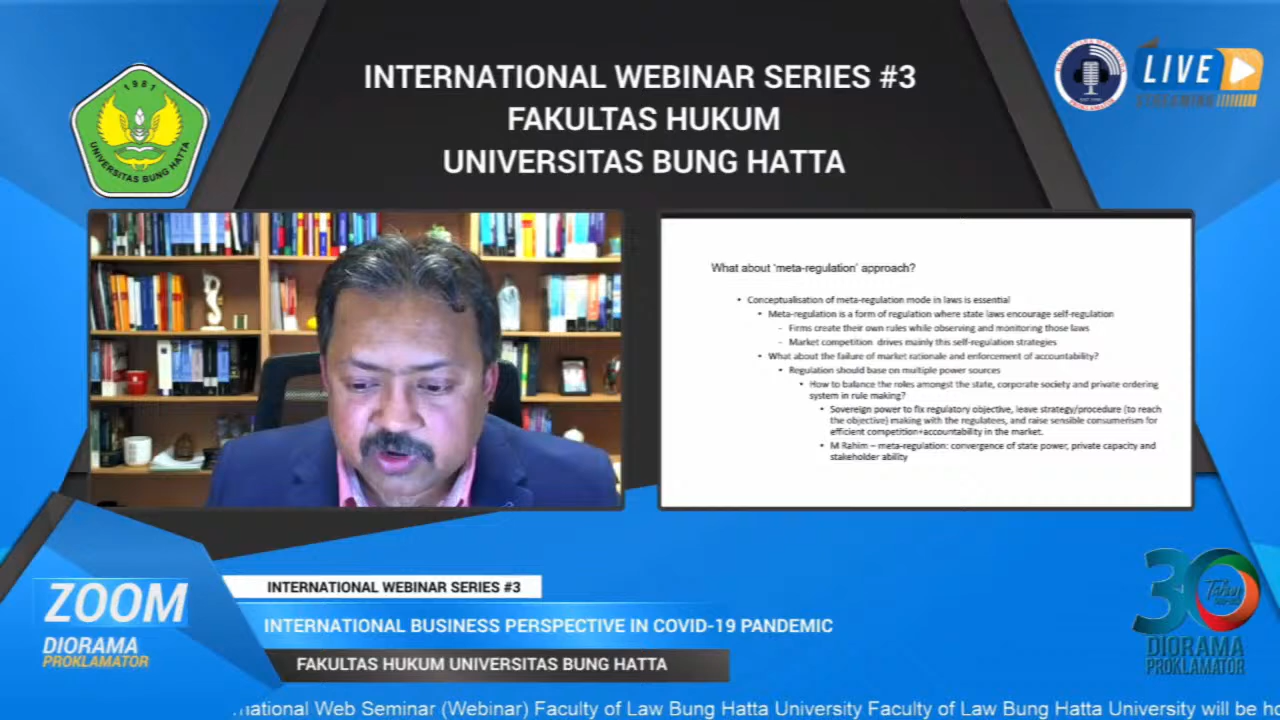 INTERNATIONAL WEBINAR SERIES #3
FAKULTAS HUKUM
UNIVERSITAS BUNG HATTA
1981
UNIVERSITAS BUNG HATTA
LIVE
STREAMING
What about ‘meta-regulation’ approach?
• Conceptualisation of meta-regulation mode in laws is essential
• Meta-regulation is a form of regulation where state laws encourage self-regulation
– Firms create their own rules while observing and monitoring those laws
– Market competition drives mainly this self-regulation strategies
• What about the failure of market rationale and enforcement of accountability?
• Regulation should base on multiple power sources
• How to balance the roles amongst the state, corporate society and private ordering
system in rule making?
• Sovereign power to fix regulatory objective, leave strategy/procedure (to reach
the objective) making with the regulatees, and raise sensible consumerism for
efficient competition+accountability in the market.
• M Rahim – meta-regulation: convergence of state power, private capacity and
stakeholder ability
ZOOM
DIORAMA
PROKLAMATOR
INTERNATIONAL WEBINAR SERIES #3
INTERNATIONAL BUSINESS PERSPECTIVE IN COVID-19 PANDEMIC
FAKULTAS HUKUM UNIVERSITAS BUNG HATTA
30
DIORAMA
PROKLAMATOR
national Web Seminar (Webinar) Faculty of Law Bung Hatta University Faculty of Law Bung Hatta University will be ho